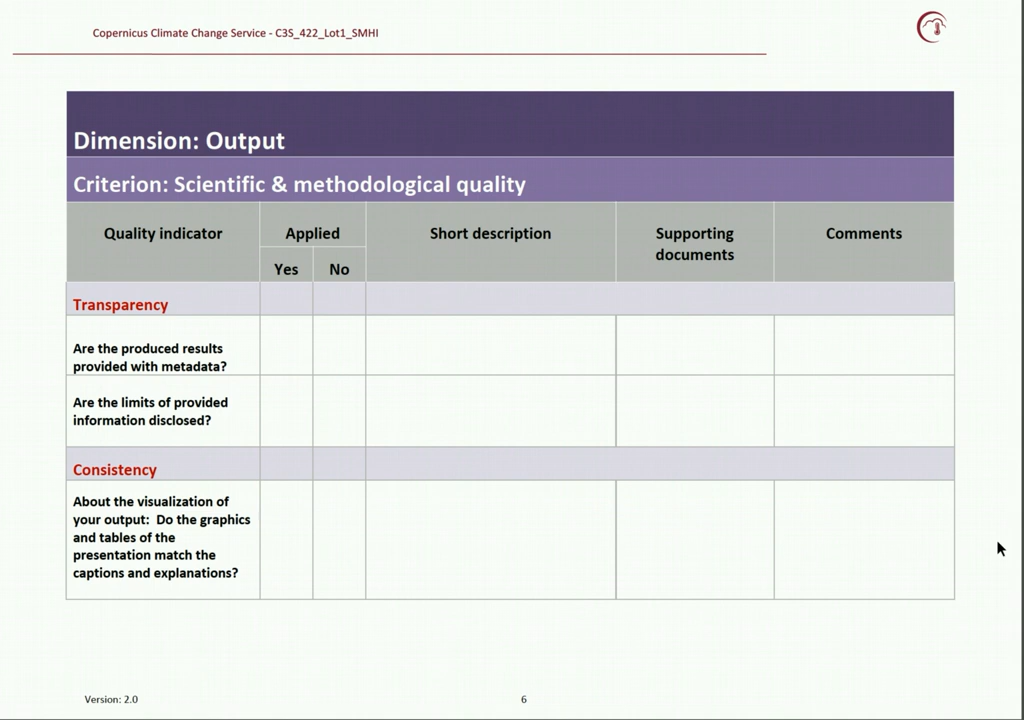 Copernicus Climate Change Service - C3S_422_Lot1_SMHI
Dimension: Output
Criterion: Scientific & methodological quality
Quality indicator
Applied
Short description
Supporting
documents
Comments
Yes
No
Transparency
Are the produced results
provided with metadata?
Are the limits of provided
information disclosed?
Consistency
About the visualization of
your output: Do the graphics
and tables of the
presentation match the
captions and explanations?
Version: 2.0
6